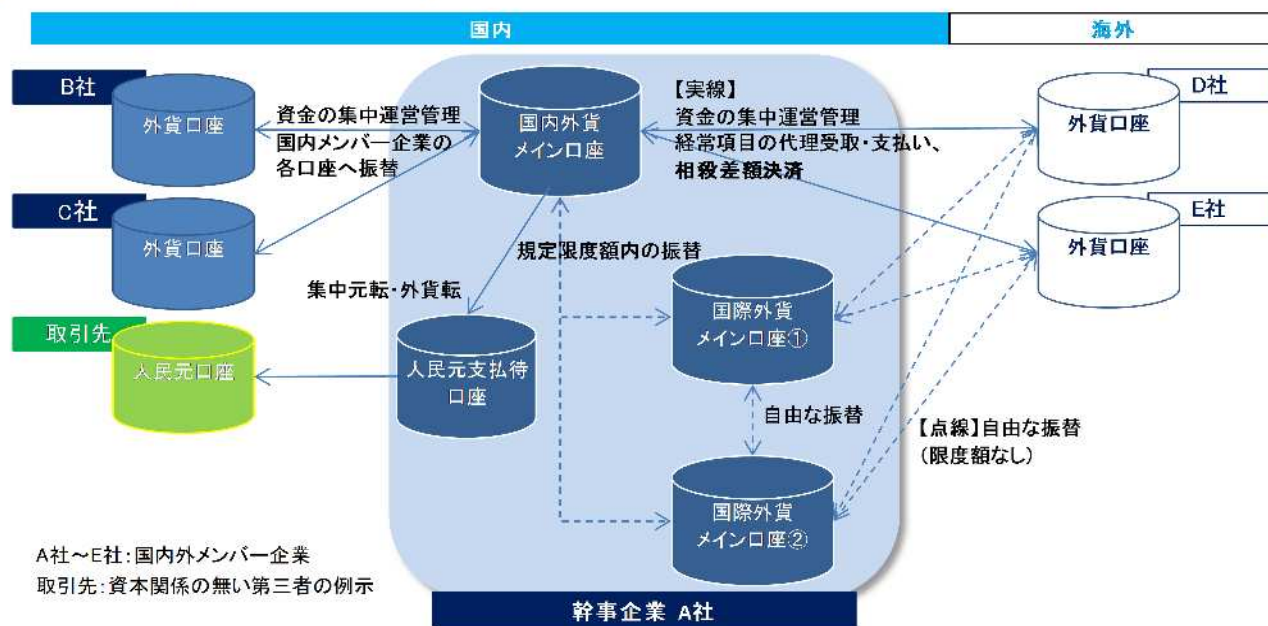 国内
海外
B社
外貨口座
資金の集中運営管理
国内メンバー企業の
各口座へ振替
国内外貨
メイン口座
【実線】
資金の集中運営管理
経常項目の代理受取・支払い、
相殺差額決済
D社
外貨口座
C社
外貨口座
E社
外貨口座
規定限度額内の振替
集中元転・外貨転
国際外貨
メイン口座①
取引先
人民元口座
人民元支払待
口座
自由な振替
【点線】自由な振替
（限度額なし）
国際外貨
メイン口座②
A社～E社：国内外メンバー企業
取引先：資本関係の無い第三者の例示
幹事企業 A社